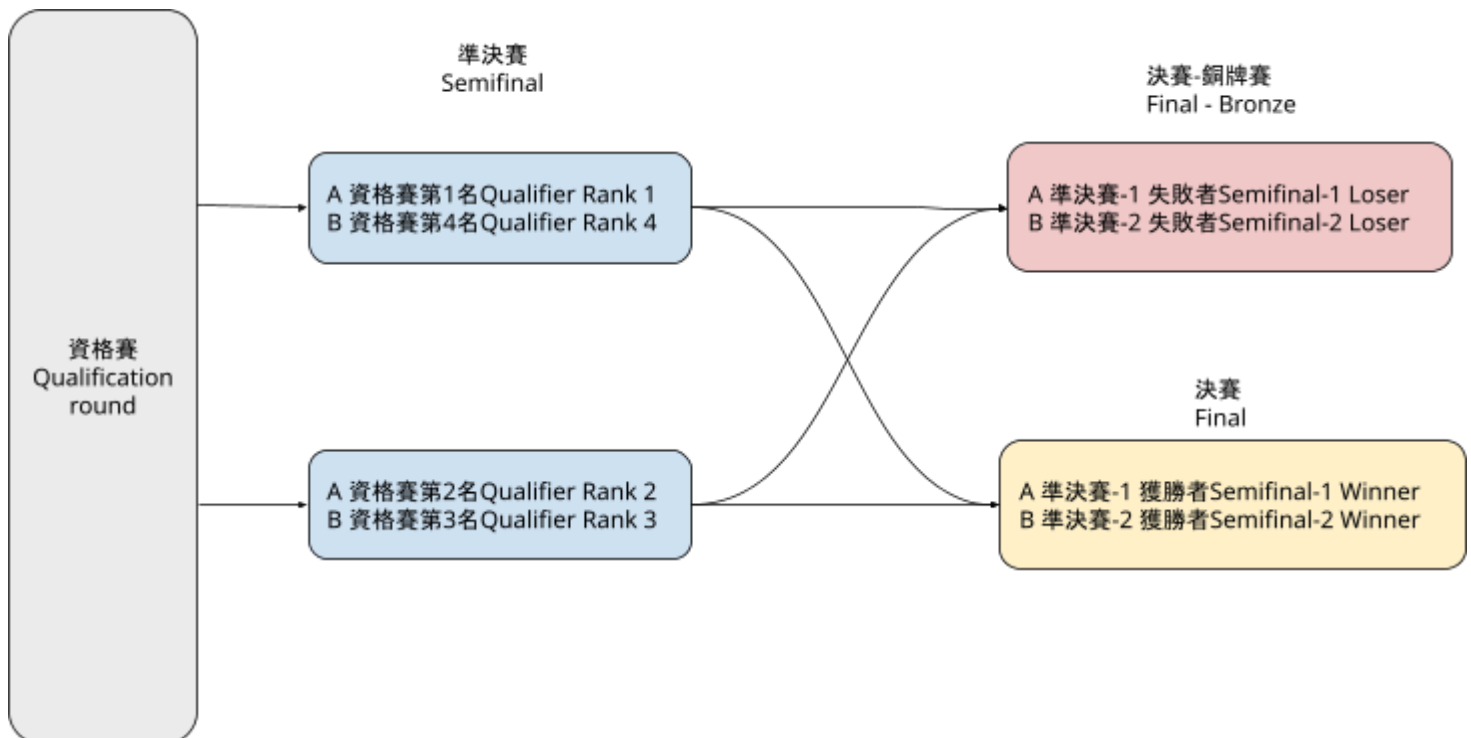 資格賽
Qualification
round
準決賽
Semifinal
A 資格賽第1名Qualifier Rank 1
B 資格賽第4名Qualifier Rank 4
A 資格賽第2名Qualifier Rank 2
B 資格賽第3名Qualifier Rank 3
決賽-銅牌賽
Final - Bronze
A 準決賽-1 失敗者Semifinal-1 Loser
B 準決賽-2 失敗者Semifinal-2 Loser
決賽
Final
A 準決賽-1 獲勝者Semifinal-1 Winner
B 準決賽-2 獲勝者Semifinal-2 Winner